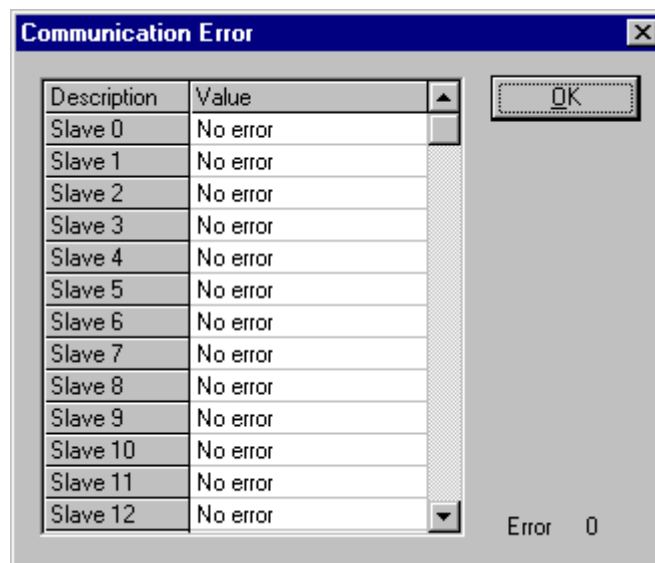 Communication Error
Description Value
OK
Slave 0 No error
Slave 1 No error
Slave 2 No error
Slave 3 No error
Slave 4 No error
Slave 5 No error
Slave 6 No error
Slave 7 No error
Slave 8 No error
Slave 9 No error
Slave 10 No error
Slave 11 No error
Slave 12 No error
Error 0